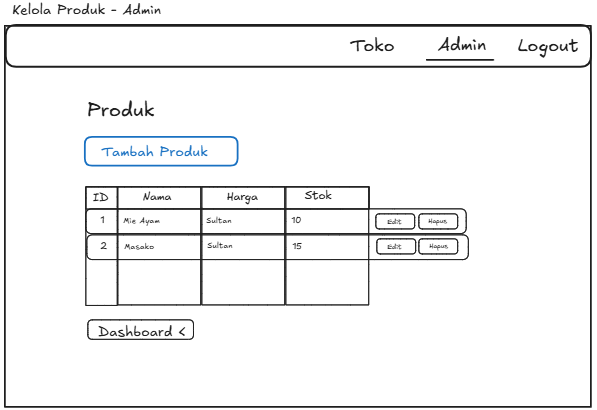 Kelola Produk - Admin
Toko Admin Logout
Produk
Tambah Produk
ID Nama Harga Stok
1 Mie Ayam Sultan 10 Edit Hapus
2 Masako Sultan 15 Edit Hapus
Dashboard <